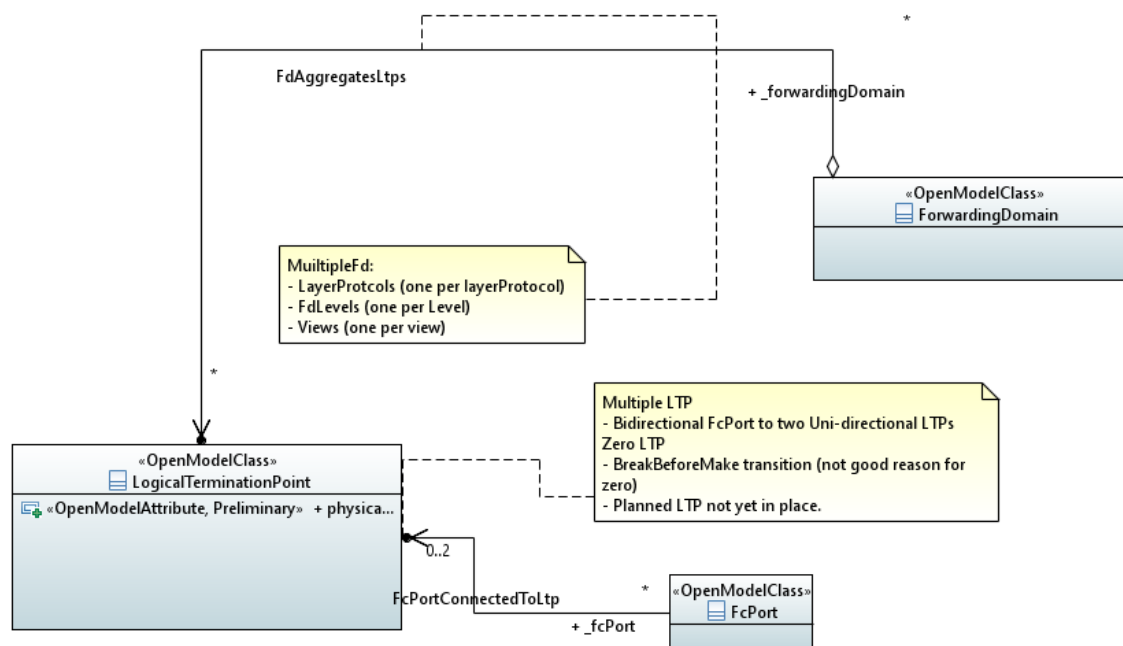 *
FdAggregatesLtps
+ _forwardingDomain
«OpenModelClass»
ForwardingDomain
MuiltipleFd:
- LayerProtcols (one per layerProtocol)
- FdLevels (one per Level)
- Views (one per view)
*
Multiple LTP
- Bidirectional FcPort to two Uni-directional LTPs
Zero LTP
- BreakBeforeMake transition (not good reason for
zero)
- Planned LTP not yet in place.
«OpenModelClass»
LogicalTerminationPoint
«OpenModelAttribute, Preliminary» + physica...
0..2
FcPortConnectedToLtp
*
+ _fcPort
«OpenModelClass»
FcPort